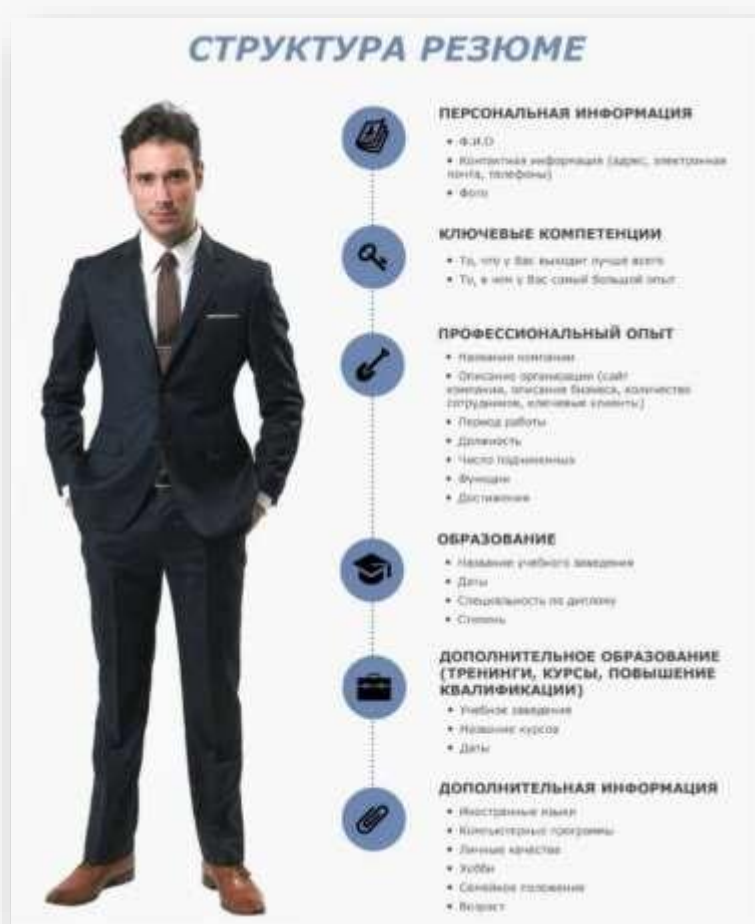 СТРУКТУРА РЕЗЮМЕ
ПЕРСОНАЛЬНАЯ ИНФОРМАЦИЯ
• Ф.И.О
• Контактная информация (адрес, электронная
почта, телефоны)
• Фото
КЛЮЧЕВЫЕ КОМПЕТЕНЦИИ
• То, что у Вас выходит лучше всего
• То, в чем у Вас самый большой опыт
ПРОФЕССИОНАЛЬНЫЙ ОПЫТ
• Название компании
• Описание организации (сайт
компании, описание бизнеса, количество
сотрудников, ключевые клиенты)
• Период работы
• Должность
• Число подчиненных
• Функции
• Достижения
ОБРАЗОВАНИЕ
• Название учебного заведения
• Даты
• Специальность по диплому
• Степень
ДОПОЛНИТЕЛЬНОЕ ОБРАЗОВАНИЕ
(ТРЕНИНГИ, КУРСЫ, ПОВЫШЕНИЕ
КВАЛИФИКАЦИИ)
• Учебное заведение
• Название курсов
• Даты
ДОПОЛНИТЕЛЬНАЯ ИНФОРМАЦИЯ
• Иностранные языки
• Компьютерные программы
• Личные качества
• Хобби
• Семейное положение
• Возраст